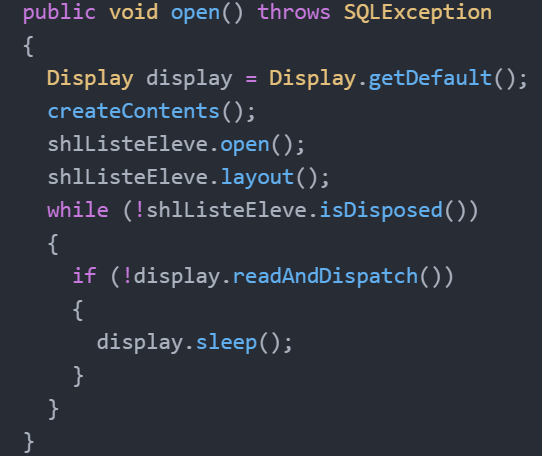 public void open() throws SQLException
{
  Display display = Display.getDefault();
  createContents();
  shlListeEleve.open();
  shlListeEleve.layout();
  while (!shlListeEleve.isDisposed())
  {
    if (!display.readAndDispatch())
    {
      display.sleep();
    }
  }
}